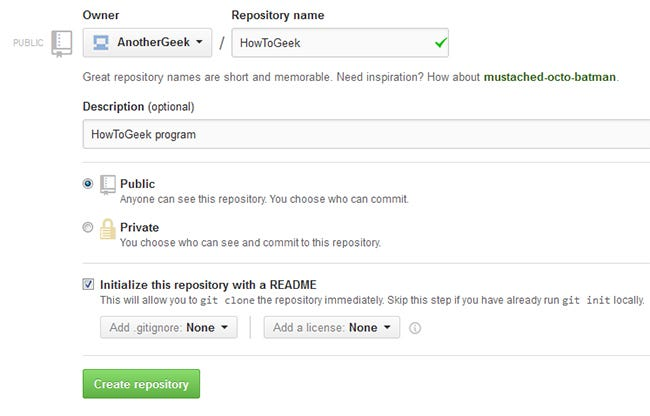 Owner Repository name
PUBLIC AnotherGeek / HowToGeek
Great repository names are short and memorable. Need inspiration? How about mustached-octo-batman.
Description (optional)
HowToGeek program
Public
Anyone can see this repository. You choose who can commit.
Private
You choose who can see and commit to this repository.
Initialize this repository with a README
This will allow you to git clone the repository immediately. Skip this step if you have already run git init locally.
Add .gitignore: None Add a license: None
Create repository